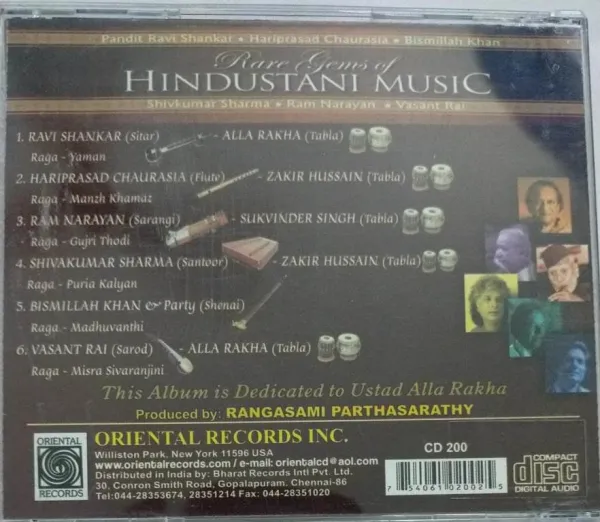 Pandit Ravi Shankar • Hariprasad Chaurasia • Bismillah Khan
Rare Gems of
HINDUSTANI MUSIC
Shivkumar Sharma • Ram Narayan • Vasant Rai
1. RAVI SHANKAR (Sitar) - ALLA RAKHA (Tabla)
Raga - Yaman
2. HARIPRASAD CHAURASIA (Flute) - ZAKIR HUSSAIN (Tabla)
Raga - Manzh Khamaz
3. RAM NARAYAN (Sarangi) - SUKVINDER SINGH (Tabla)
Raga - Gujri Thodi
4. SHIVAKUMAR SHARMA (Santoor) - ZAKIR HUSSAIN (Tabla)
Raga - Puria Kalyan
5. BISMILLAH KHAN & Party (Shenai)
Raga - Madhuvanthi
6. VASANT RAI (Sarod) - ALLA RAKHA (Tabla)
Raga - Misra Sivaranjini
This Album is Dedicated to Ustad Alla Rakha
Produced by: RANGASAMI PARTHASARATHY
ORIENTAL RECORDS
ORIENTAL RECORDS INC.
Williston Park, New York 11596 USA
www.orientalrecords.com / e-mail: orientalcd@aol.com
Distributed in India by: Bharat Records Intl Pvt. Ltd.
30, Conron Smith Road, Gopalapuram. Chennai-86
Tel:044-28353674, 28351214 Fax:044-28351020
CD 200
7 54061 02002 5
COMPACT
disc
DIGITAL AUDIO